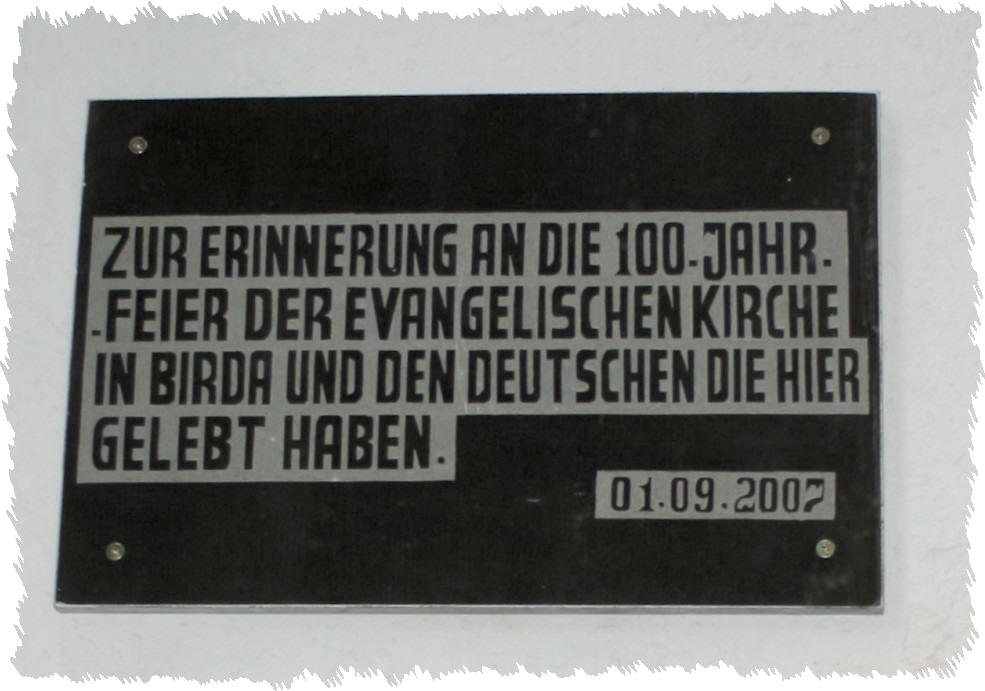 ZUR ERINNERUNG AN DIE 100-JAHR-
-FEIER DER EVANGELISCHEN KIRCHE
IN BIRDA UND DEN DEUTSCHEN DIE HIER
GELEBT HABEN.
01.09.2007